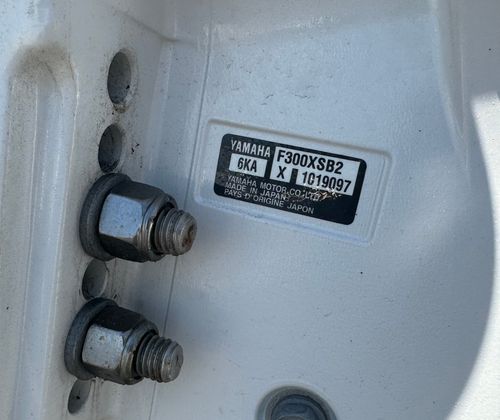 YAMAHA F300XSB2
6KA X 1019097
YAMAHA MOTOR CO.,LTD.
MADE IN JAPAN
PAYS D'ORIGINE JAPON